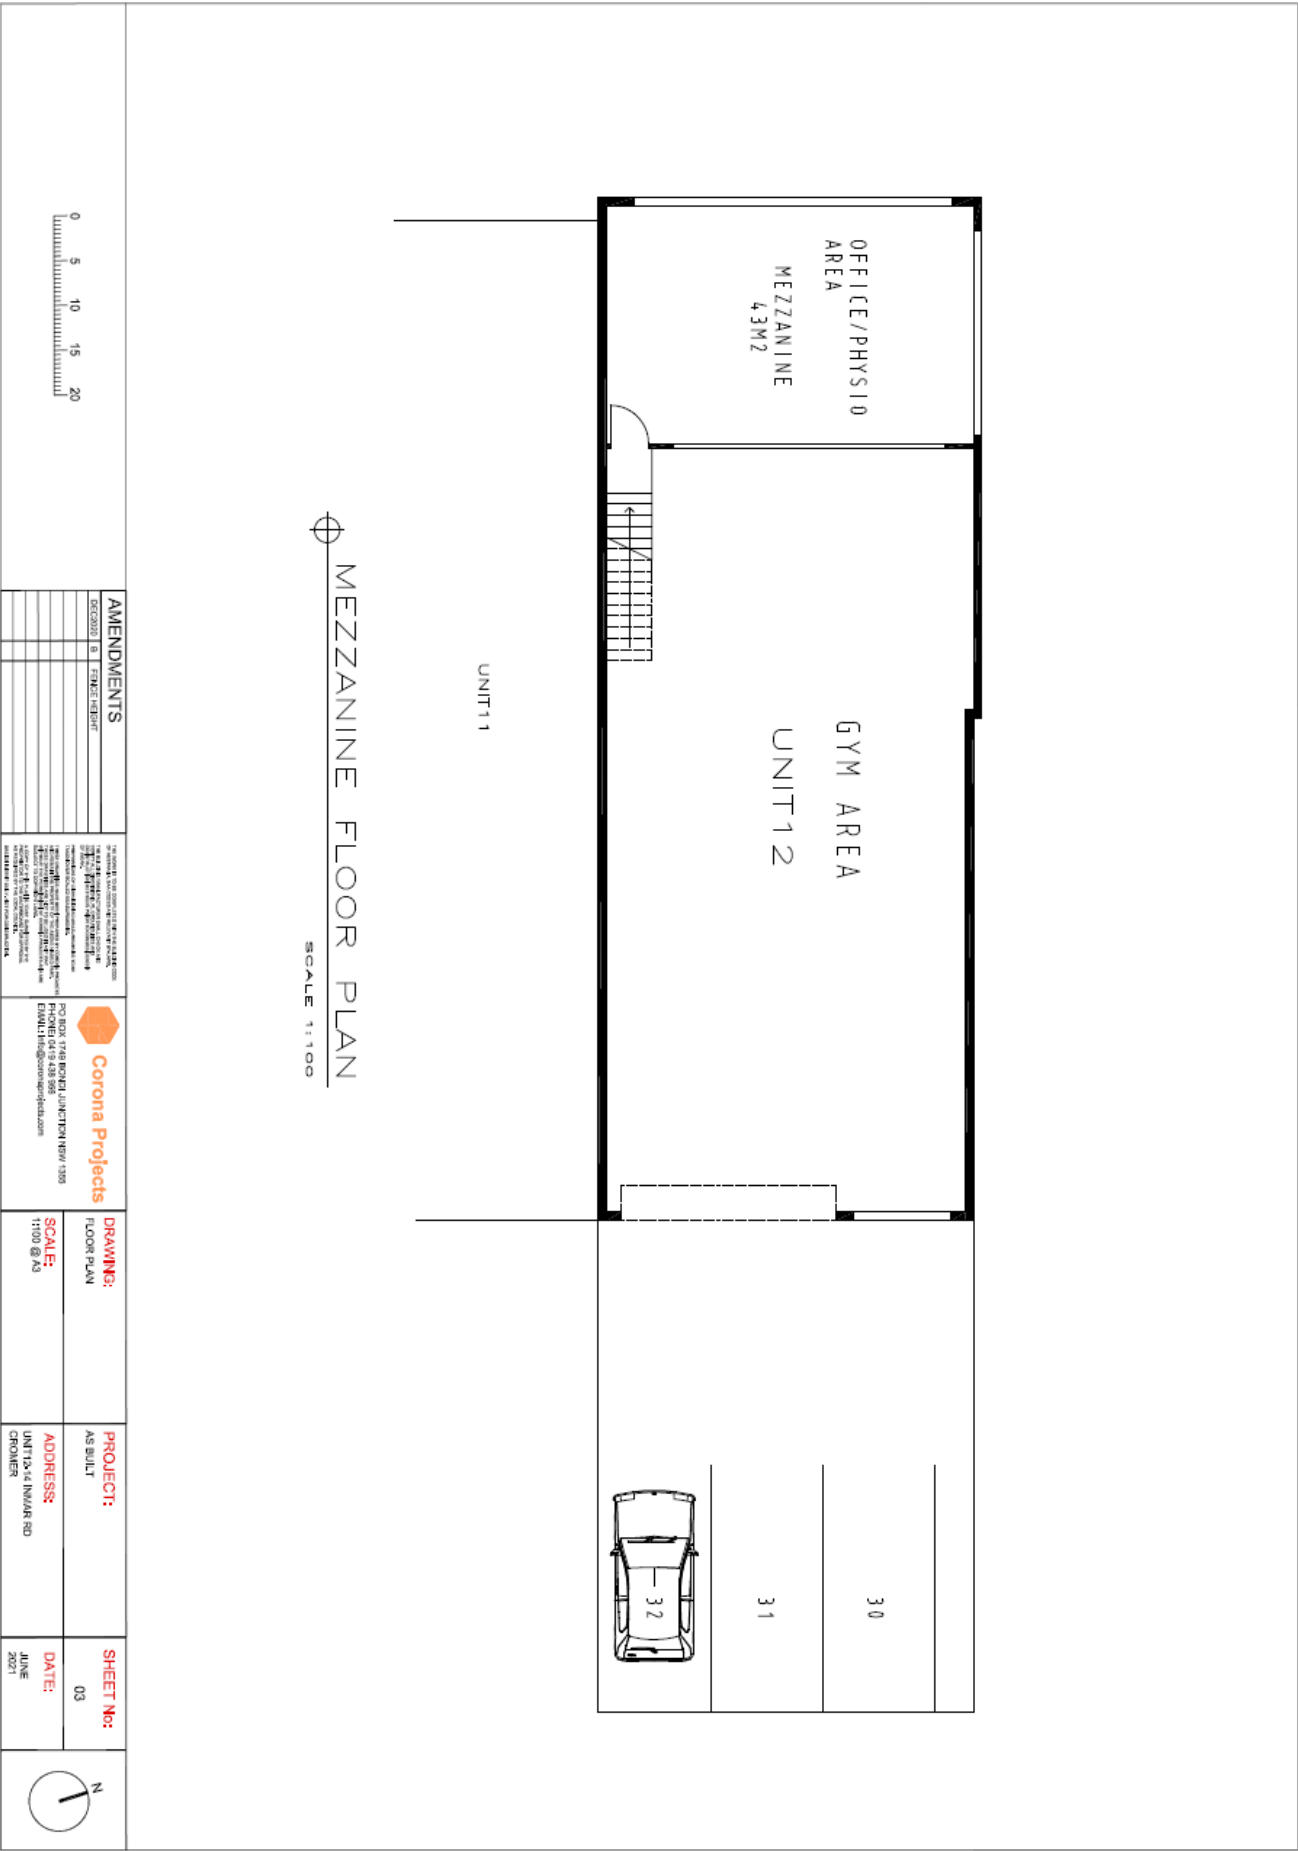 OFFICE/PHYSIO
AREA
MEZZANINE
43M2
GYM AREA
UNIT12
UNIT11
MEZZANINE FLOOR PLAN
SCALE 1:100
30
31
32
0 5 10 15 20
AMENDMENTS
DEC2020 B FENCE HEIGHT
Corona Projects
PO BOX 1749 BONDI JUNCTION NSW 1355
PHONE: 0419 438 956
EMAIL: info@coronaprojects.com
DRAWING:
FLOOR PLAN
SCALE:
1:100 @ A3
PROJECT:
AS BUILT
ADDRESS:
UNIT12-14 INMAN RD
CROMER
SHEET No:
03
DATE:
JUNE
2021
N